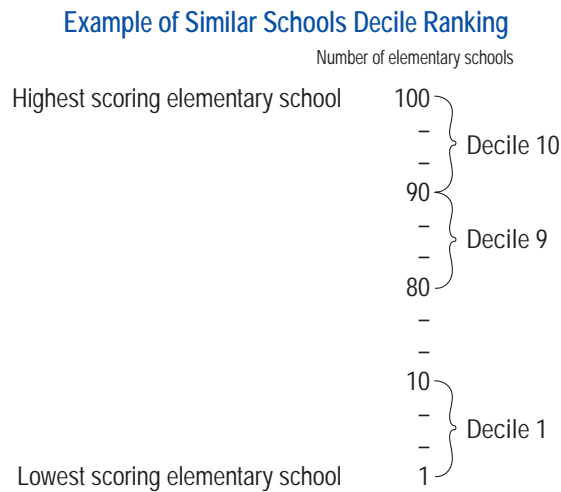 Example of Similar Schools Decile Ranking
Number of elementary schools
Highest scoring elementary school 100
–
– Decile 10
90
–
– Decile 9
80
–
–
10
–
– Decile 1
Lowest scoring elementary school 1